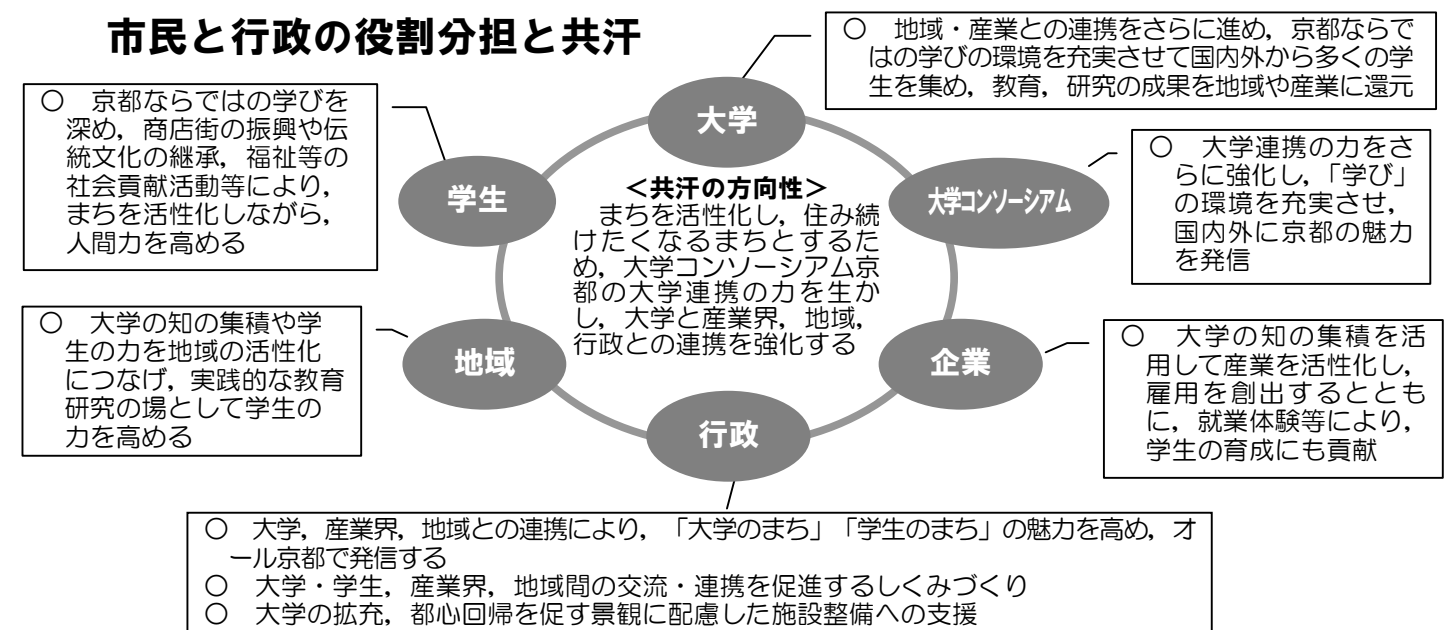 市民と行政の役割分担と共汗
○　地域・産業との連携をさらに進め，京都ならで
はの学びの環境を充実させて国内外から多くの学
生を集め，教育，研究の成果を地域や産業に還元
大学
○　京都ならではの学びを
深め，商店街の振興や伝
統文化の継承，福祉等の
社会貢献活動等により，
まちを活性化しながら，
人間力を高める
学生
＜共汗の方向性＞
まちを活性化し，住み続
けたくなるまちとするた
め，大学コンソーシアム京
都の大学連携の力を生か
し，大学と産業界，地域，
行政との連携を強化する
大学コンソーシアム
○　大学連携の力をさ
らに強化し，「学び」
の環境を充実させ，
国内外に京都の魅力
を発信
○　大学の知の集積や学
生の力を地域の活性化
につなげ，実践的な教育
研究の場として学生の
力を高める
地域
企業
○　大学の知の集積を活
用して産業を活性化し，
雇用を創出するととも
に，就業体験等により，
学生の育成にも貢献
行政
○　大学，産業界，地域との連携により，「大学のまち」「学生のまち」の魅力を高め，オ
ール京都で発信する
○　大学・学生，産業界，地域間の交流・連携を促進するしくみづくり
○　大学の拡充，都心回帰を促す景観に配慮した施設整備への支援